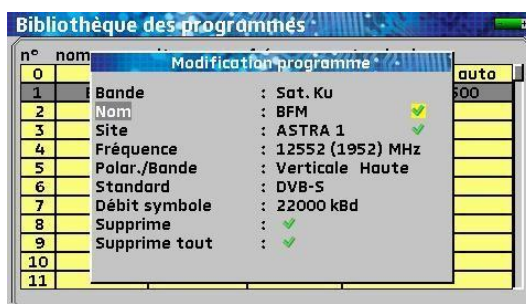 Bibliothèque des programmes
n° nom
Modification programme
0 auto
1 500
Bande : Sat. Ku
2 Nom : BFM
3 Site : ASTRA 1
4 Fréquence : 12552 (1952) MHz
5 Polar./Bande : Verticale Haute
6 Standard : DVB-S
7 Débit symbole : 22000 kBd
8 Supprime :
9 Supprime tout :
10
11